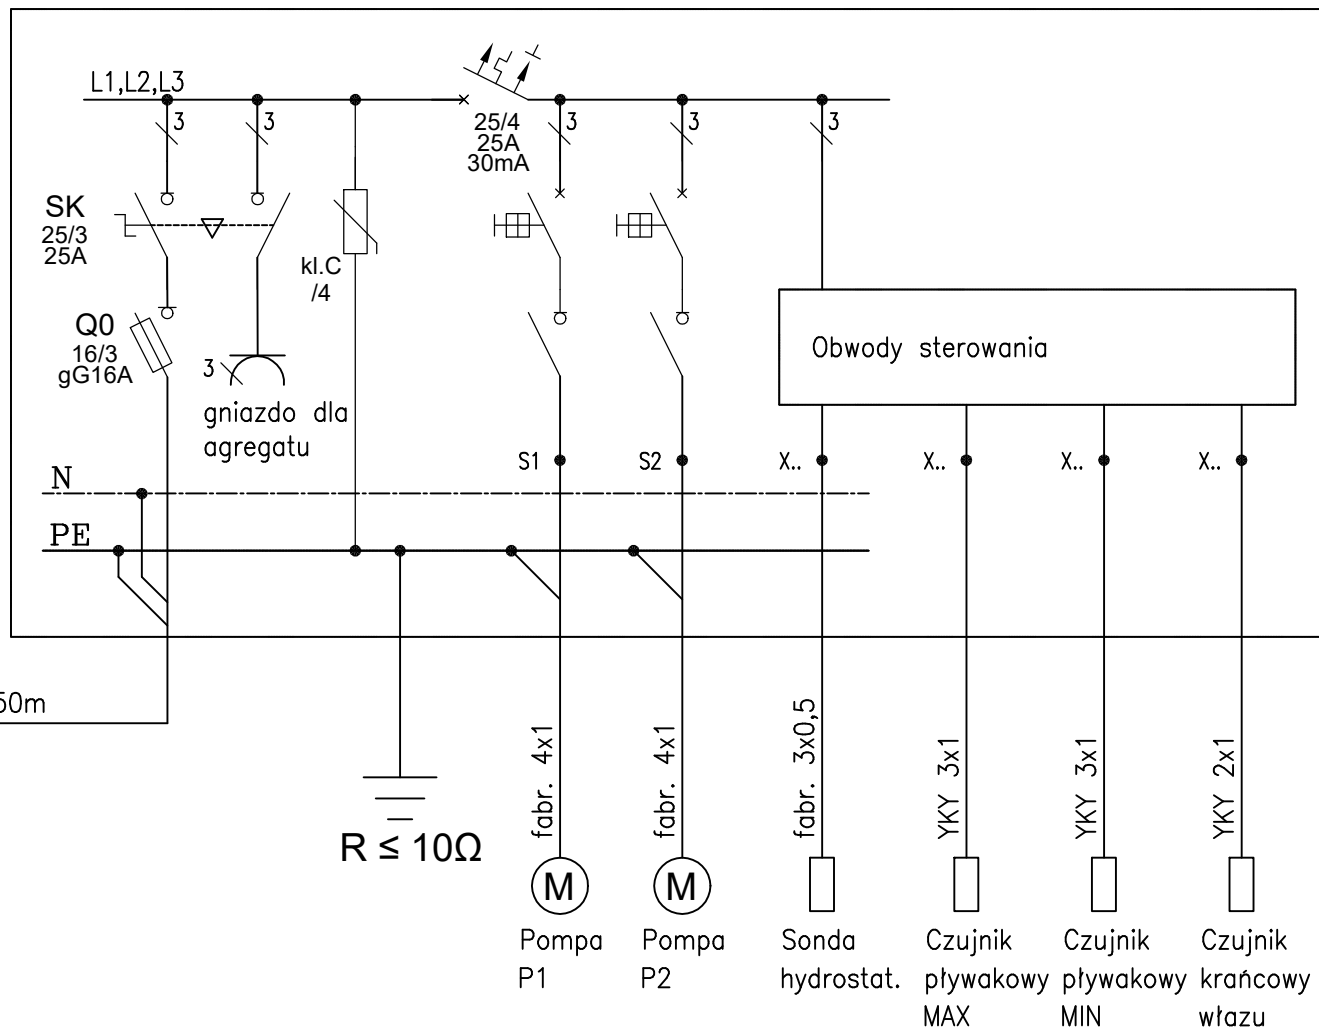 L1,L2,L3
3
3
3
3
3
25/4
25A
30mA
SK
25/3
25A
kl.C
/4
Q0
16/3
gG16A
3
gniazdo dla
agregatu
Obwody sterowania
S1
S2
X..
X..
X..
X..
N
PE
50m
R ≤ 10Ω
fabr. 4x1
fabr. 4x1
fabr. 3x0,5
YKY 3x1
YKY 3x1
YKY 2x1
M
M
Pompa
P1
Pompa
P2
Sonda
hydrostat.
Czujnik
pływakowy
MAX
Czujnik
pływakowy
MIN
Czujnik
krańcowy
włazu